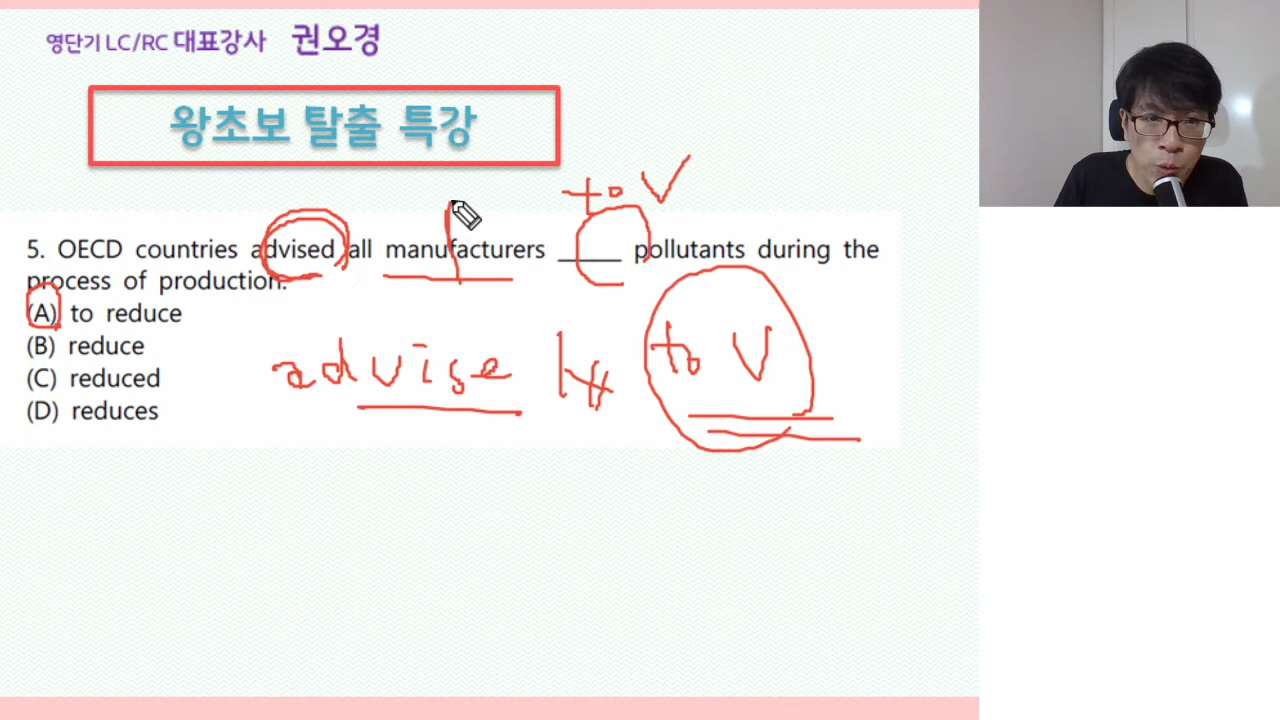 영단기 LC/RC 대표강사 권오경
왕초보 탈출 특강
to V
5. OECD countries advised all manufacturers _____ pollutants during the
process of production.
(A) to reduce
(B) reduce
(C) reduced
(D) reduces
advise to V